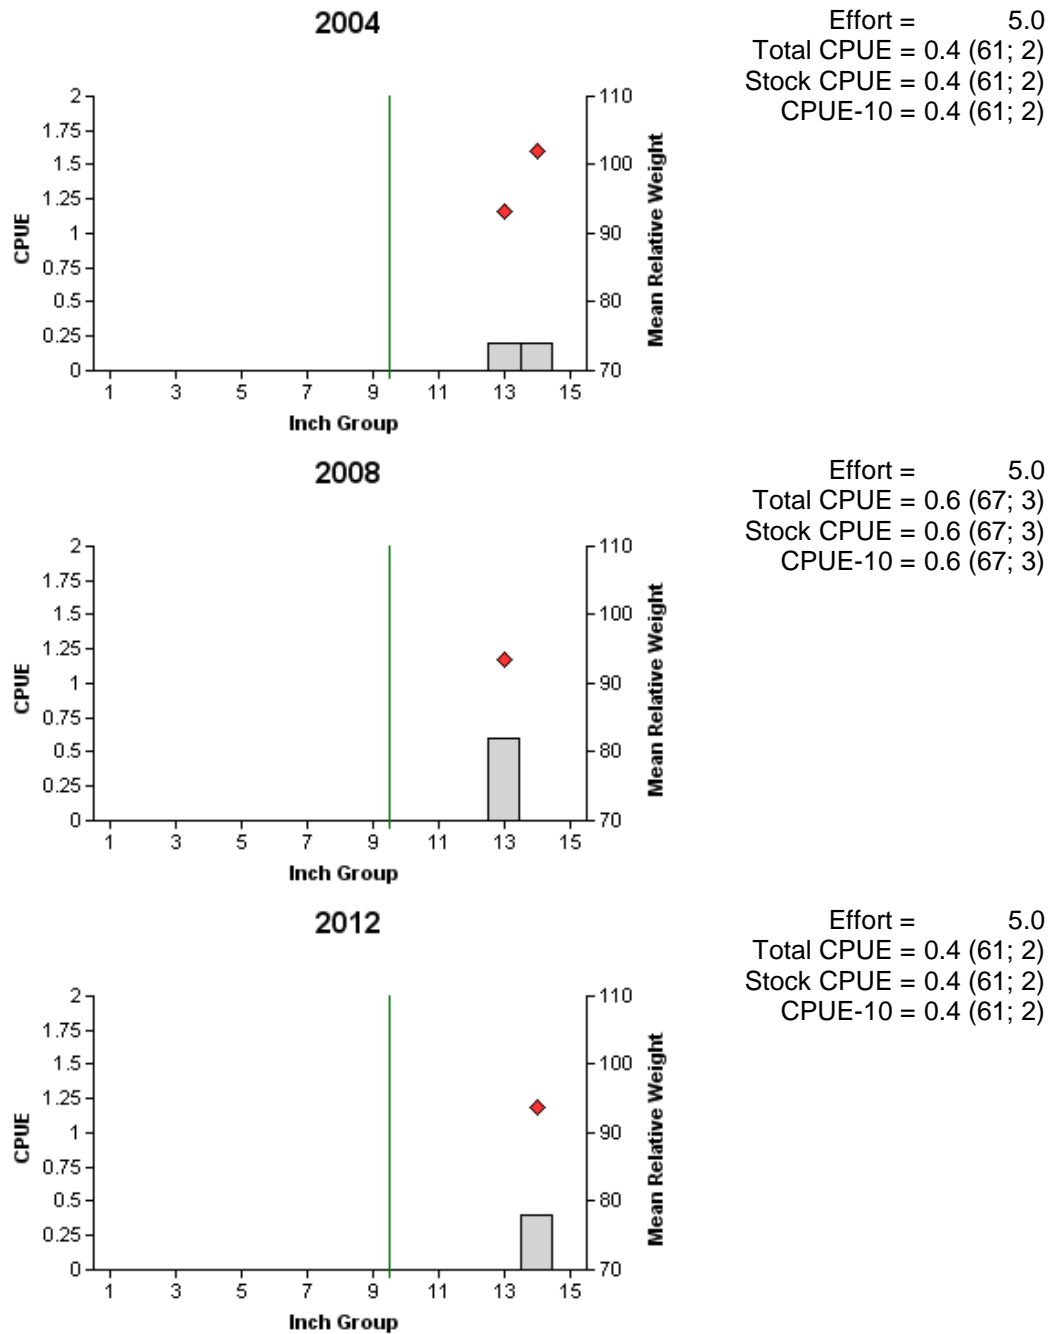 2004
Effort = 5.0
Total CPUE = 0.4 (61; 2)
Stock CPUE = 0.4 (61; 2)
CPUE-10 = 0.4 (61; 2)
2
1.75
1.5
1.25
1
0.75
0.5
0.25
0
CPUE
110
100
90
80
70
Mean Relative Weight
1 3 5 7 9 11 13 15
Inch Group
2008
Effort = 5.0
Total CPUE = 0.6 (67; 3)
Stock CPUE = 0.6 (67; 3)
CPUE-10 = 0.6 (67; 3)
2
1.75
1.5
1.25
1
0.75
0.5
0.25
0
CPUE
110
100
90
80
70
Mean Relative Weight
1 3 5 7 9 11 13 15
Inch Group
2012
Effort = 5.0
Total CPUE = 0.4 (61; 2)
Stock CPUE = 0.4 (61; 2)
CPUE-10 = 0.4 (61; 2)
2
1.75
1.5
1.25
1
0.75
0.5
0.25
0
CPUE
110
100
90
80
70
Mean Relative Weight
1 3 5 7 9 11 13 15
Inch Group